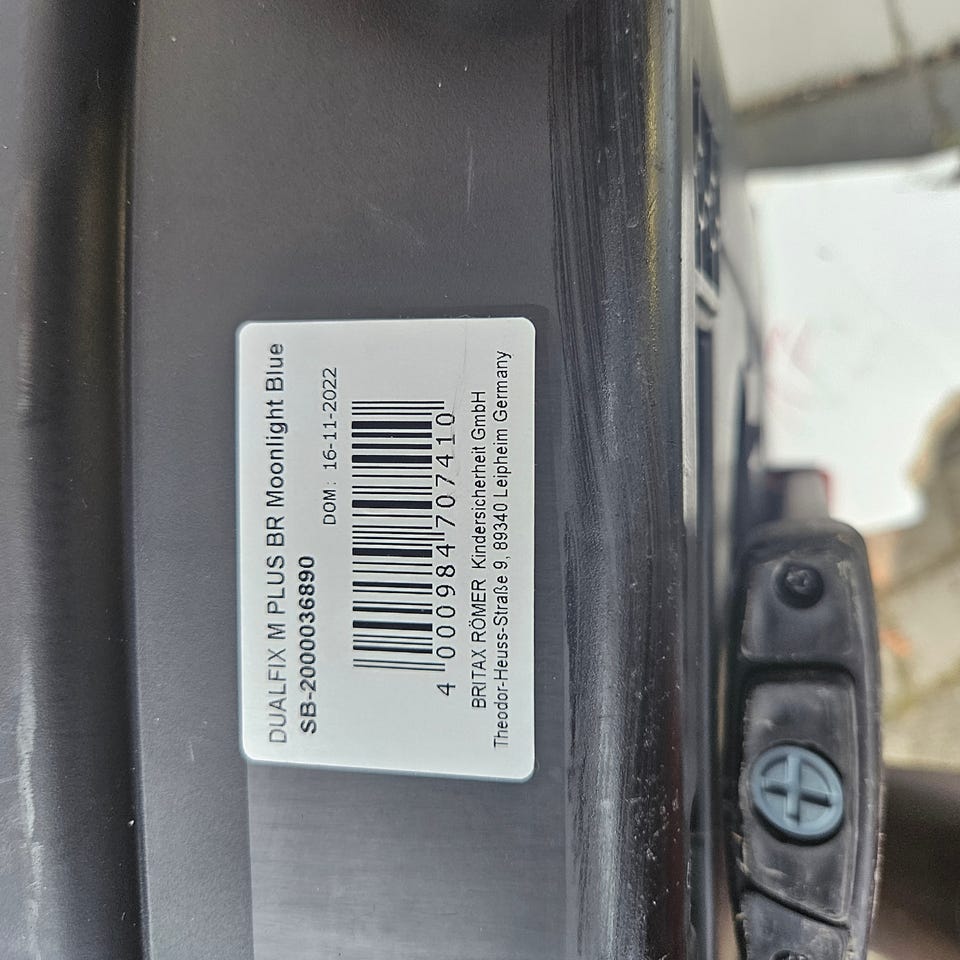 DUALFIX M PLUS BR Moonlight Blue
SB-2000036890
DOM: 16-11-2022
4 000984 707410
BRITAX RÖMER Kindersicherheit GmbH
Theodor-Heuss-Straße 9, 89340 Leipheim Germany